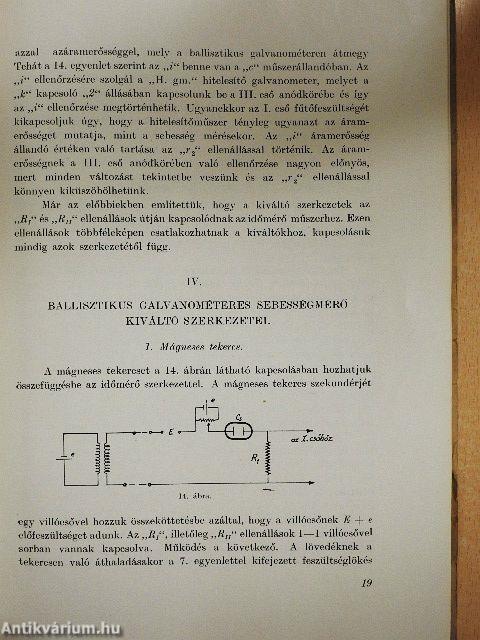 azzal azáramerősséggel, mely a ballisztikus galvanométeren átmegy
Tehát a 14. egyenlet szerint az „i“ benne van a „c“ műszerállandóban. Az
„i“ ellenőrzésére szolgál a „H. gm.“ hitelesítő galvanometer, melyet a
„k“ kapcsoló „2“ állásában kapcsolunk be a III. cső anódkörébe és így
az „i“ ellenőrzése megtörténhetik. Ugyanekkor az I. cső fűtőfeszültségét
kikapcsoljuk úgy, hogy a hitelesítőműszer tényleg ugyanazt az áram-
erősséget mutatja, mint a sebesség mérésekor. Az „i“ áramerősség
állandó értéken való tartása az „r2“ ellenállással történik. Az áram-
erősségnek a III. cső anódkörében való ellenőrzése nagyon előnyös,
mert minden változást tekintetbe veszünk és az „r2“ ellenállással
könnyen kiküszöbölhetünk.
Már az előbbiekben említettük, hogy a kiváltó szerkezetek az
„RI“ és „RII“ ellenállások útján kapcsolódnak az időmérő műszerhez. Ezen
ellenállások többféleképen csatlakozhatnak a kiváltókhoz, kapcsolásuk
mindig azok szerkezetétől függ.
IV.
BALLISZTIKUS GALVANOMÉTERES SEBESSÉGMÉRŐ
KIVÁLTÓ SZERKEZETEI.
1. Mágneses tekercs.
A mágneses tekercset a 14. ábrán látható kapcsolásban hozhatjuk
összefüggésbe az időmérő szerkezettel. A mágneses tekercs szekundérjét
e
E
e
C1
R1
az I. csőhöz
14. ábra.
egy villócsővel hozzuk összeköttetésbe azáltal, hogy a villócsőnek E + e
előfeszültséget adunk. Az „RI“, illetőleg „RII“ ellenállások 1—1 villócsővel
sorban vannak kapcsolva. Működés a következő. A lövedéknek a
tekercsen való áthaladásakor a 7. egyenlettel kifejezett feszültséglökés
19
Antikvárium.hu